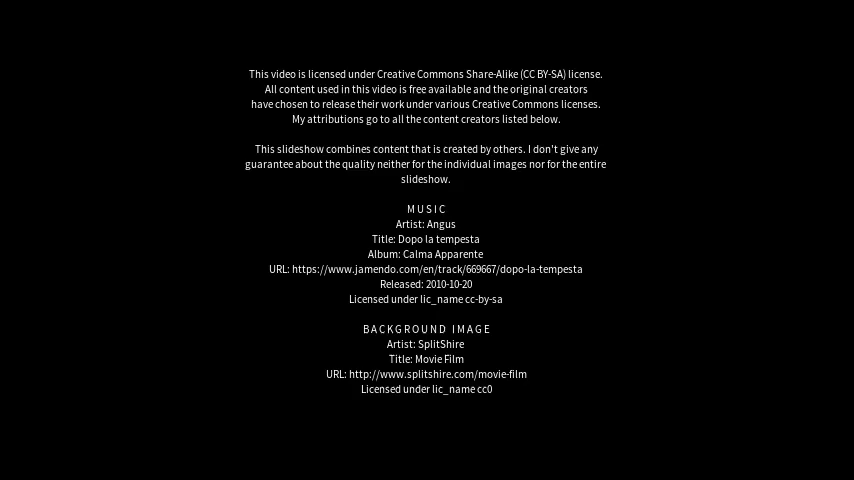 This video is licensed under Creative Commons Share-Alike (CC BY-SA) license.
All content used in this video is free available and the original creators
have chosen to release their work under various Creative Commons licenses.
My attributions go to all the content creators listed below.
This slideshow combines content that is created by others. I don't give any
guarantee about the quality neither for the individual images nor for the entire
slideshow.
MUSIC
Artist: Angus
Title: Dopo la tempesta
Album: Calma Apparente
URL: https://www.jamendo.com/en/track/669667/dopo-la-tempesta
Released: 2010-10-20
Licensed under lic_name cc-by-sa
BACKGROUND IMAGE
Artist: SplitShire
Title: Movie Film
URL: http://www.splitshire.com/movie-film
Licensed under lic_name cc0